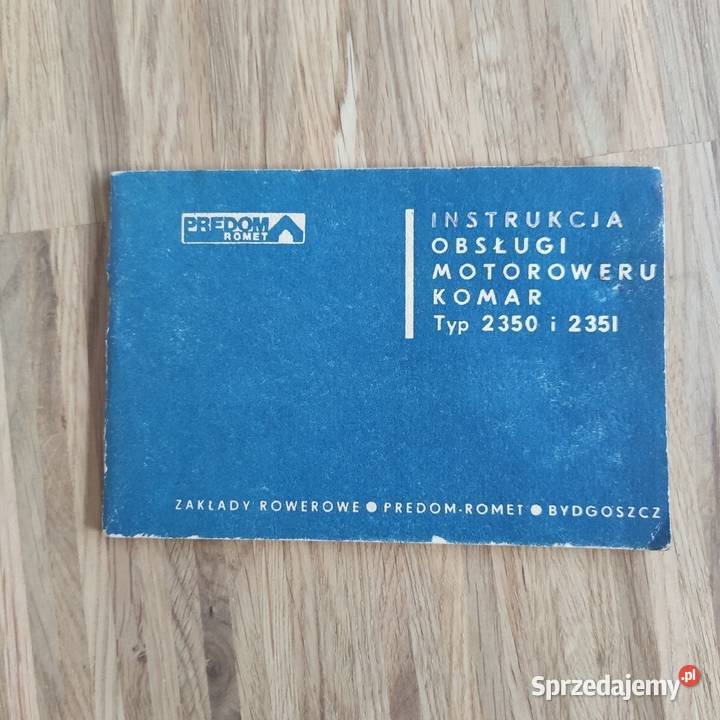 PREDOM
ROMET
INSTRUKCJA
OBSŁUGI
MOTOROWERU
KOMAR
Typ 2350 i 2351
ZAKŁADY ROWEROWE ● PREDOM-ROMET ● BYDGOSZCZ
Sprzedajemy.pl